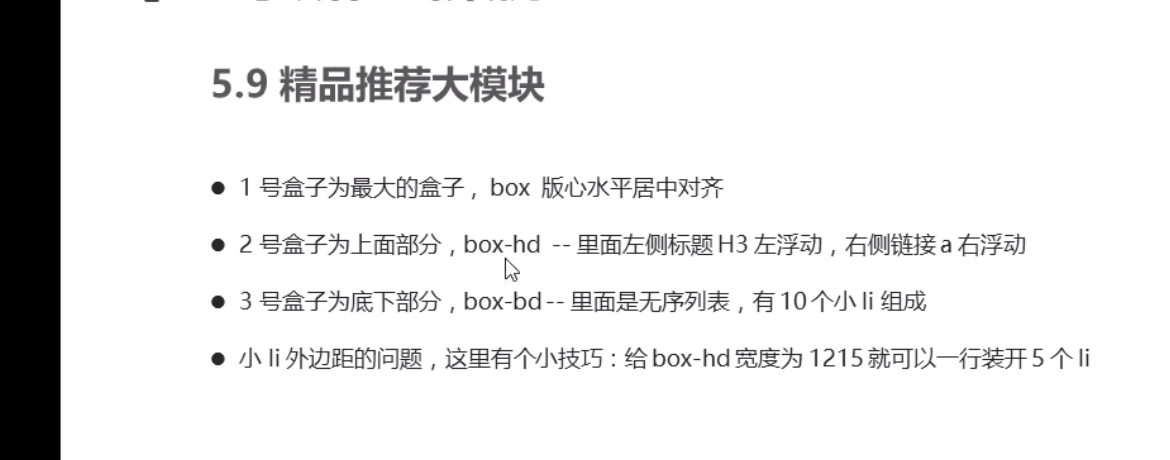 5.9 精品推荐大模块
● 1 号盒子为最大的盒子，box 版心水平居中对齐
● 2 号盒子为上面部分，box-hd -- 里面左侧标题 H3 左浮动，右侧链接 a 右浮动
● 3 号盒子为底下部分，box-bd -- 里面是无序列表，有 10 个小 li 组成
● 小 li 外边距的问题，这里有个小技巧：给 box-hd 宽度为 1215 就可以一行装开 5 个 li